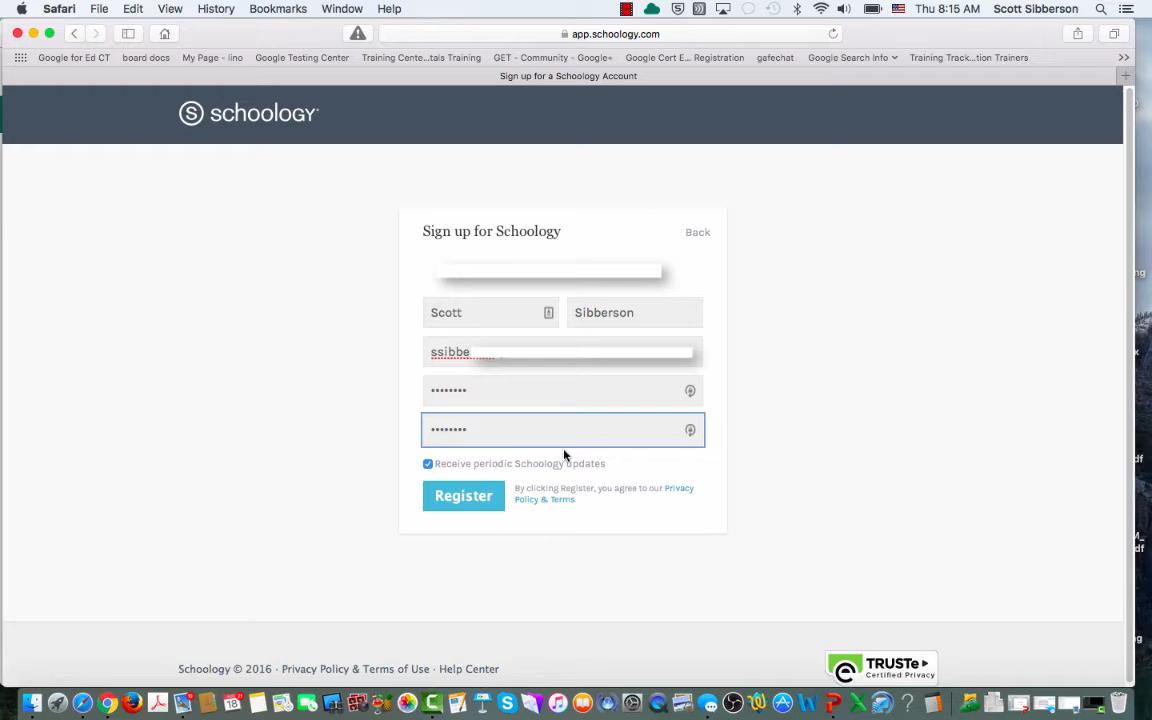 Safari File Edit View History Bookmarks Window Help Thu 8:15 AM Scott Sibberson
app.schoology.com
Google for Ed CT board docs My Page - lino Google Testing Center Training Cente...tals Training GET - Community - Google+ Google Cert E... Registration gafechat Google Search Info Training Track...tion Trainers
Sign up for a Schoology Account
S schoology
Sign up for Schoology Back
Scott Sibberson
ssibbe
Receive periodic Schoology updates
Register By clicking Register, you agree to our Privacy
Policy & Terms
Schoology © 2016 · Privacy Policy & Terms of Use · Help Center
TRUSTe
Certified Privacy